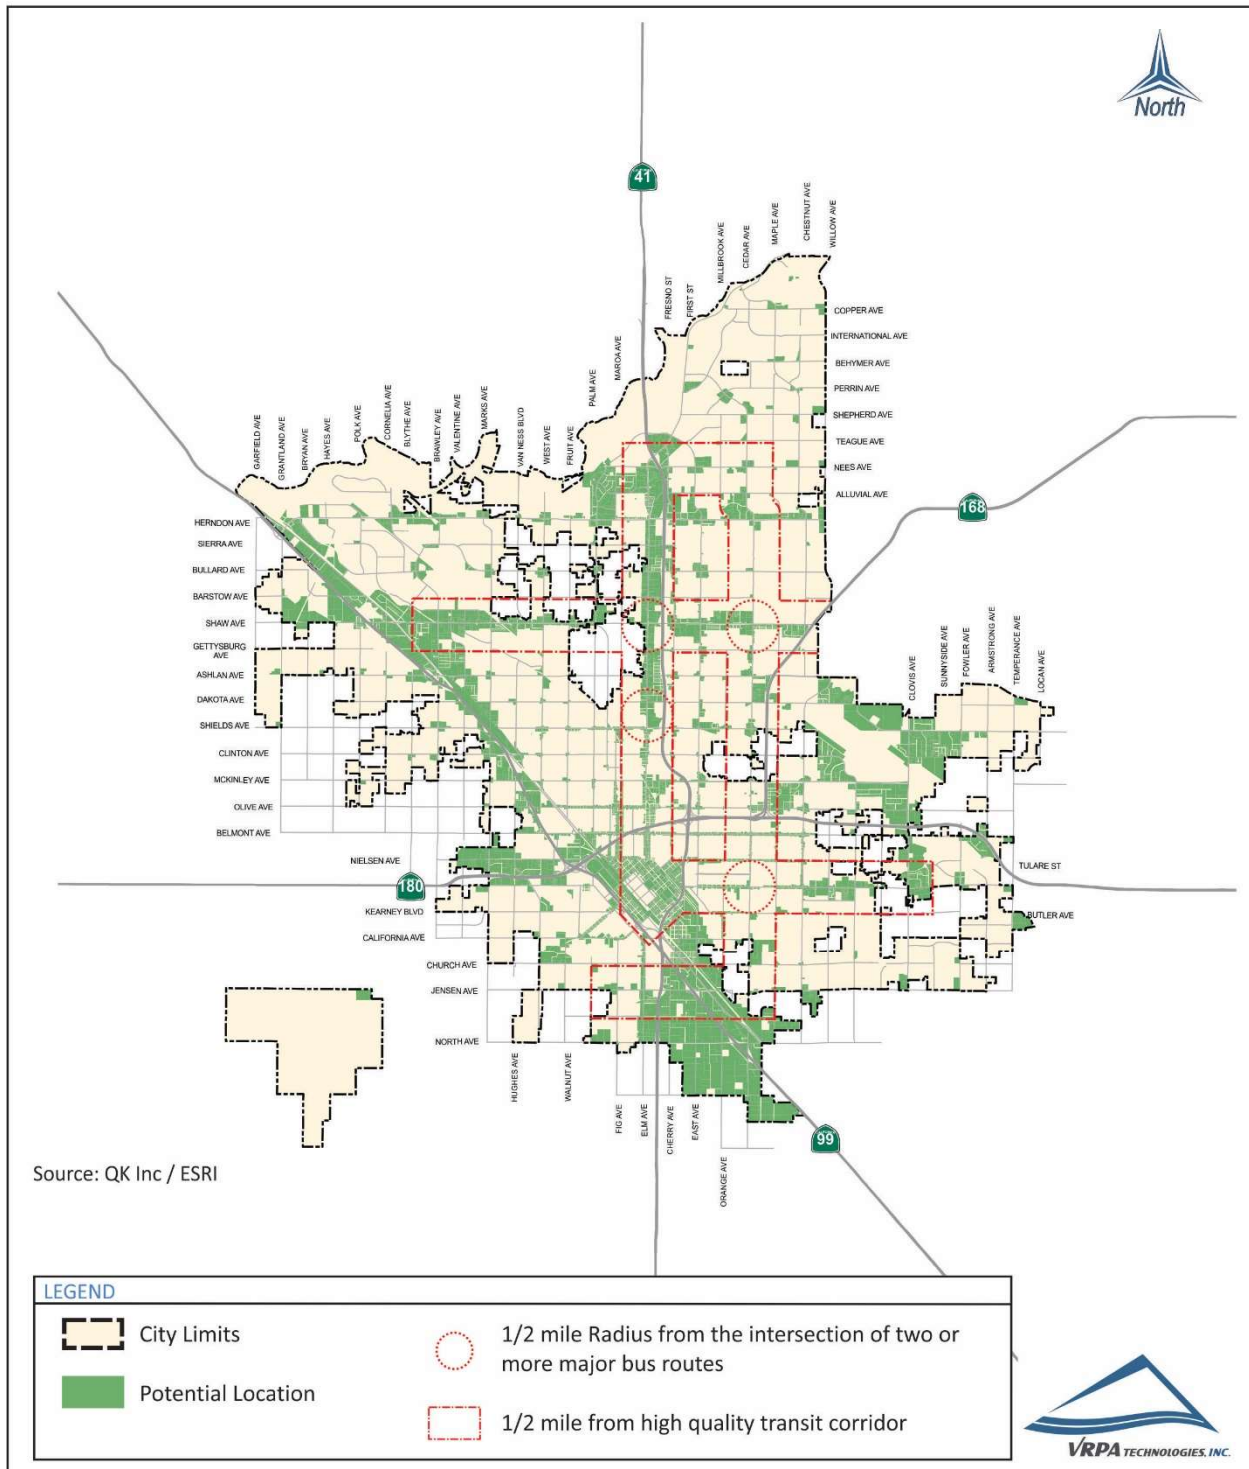 North
41
WILLOW AVE
CHESTNUT AVE
MAPLE AVE
CEDAR AVE
MILLBROOK AVE
FIRST ST
FRESNO ST
MAROA AVE
PALM AVE
FRUIT AVE
WEST AVE
VAN NESS BLVD
MARKS AVE
VALENTINE AVE
BRAWLEY AVE
BLYTHE AVE
CORNELIA AVE
POLK AVE
HAYES AVE
BRYAN AVE
GRANTLAND AVE
GARFIELD AVE
COPPER AVE
INTERNATIONAL AVE
BEHYMER AVE
PERRIN AVE
SHEPHERD AVE
TEAGUE AVE
NEES AVE
ALLUVIAL AVE
168
HERNDON AVE
SIERRA AVE
BULLARD AVE
BARSTOW AVE
SHAW AVE
GETTYSBURG
AVE
ASHLAN AVE
DAKOTA AVE
SHIELDS AVE
CLINTON AVE
MCKINLEY AVE
OLIVE AVE
BELMONT AVE
NIELSEN AVE
180
KEARNEY BLVD
CALIFORNIA AVE
CHURCH AVE
JENSEN AVE
NORTH AVE
CLOVIS AVE
SUNNYSIDE AVE
FOWLER AVE
ARMSTRONG AVE
TEMPERANCE AVE
LOCAN AVE
TULARE ST
BUTLER AVE
HUGHES AVE
WALNUT AVE
FIG AVE
ELM AVE
CHERRY AVE
EAST AVE
ORANGE AVE
99
Source: QK Inc / ESRI
LEGEND
City Limits
Potential Location
1/2 mile Radius from the intersection of two or
more major bus routes
1/2 mile from high quality transit corridor
VRPA TECHNOLOGIES, INC.